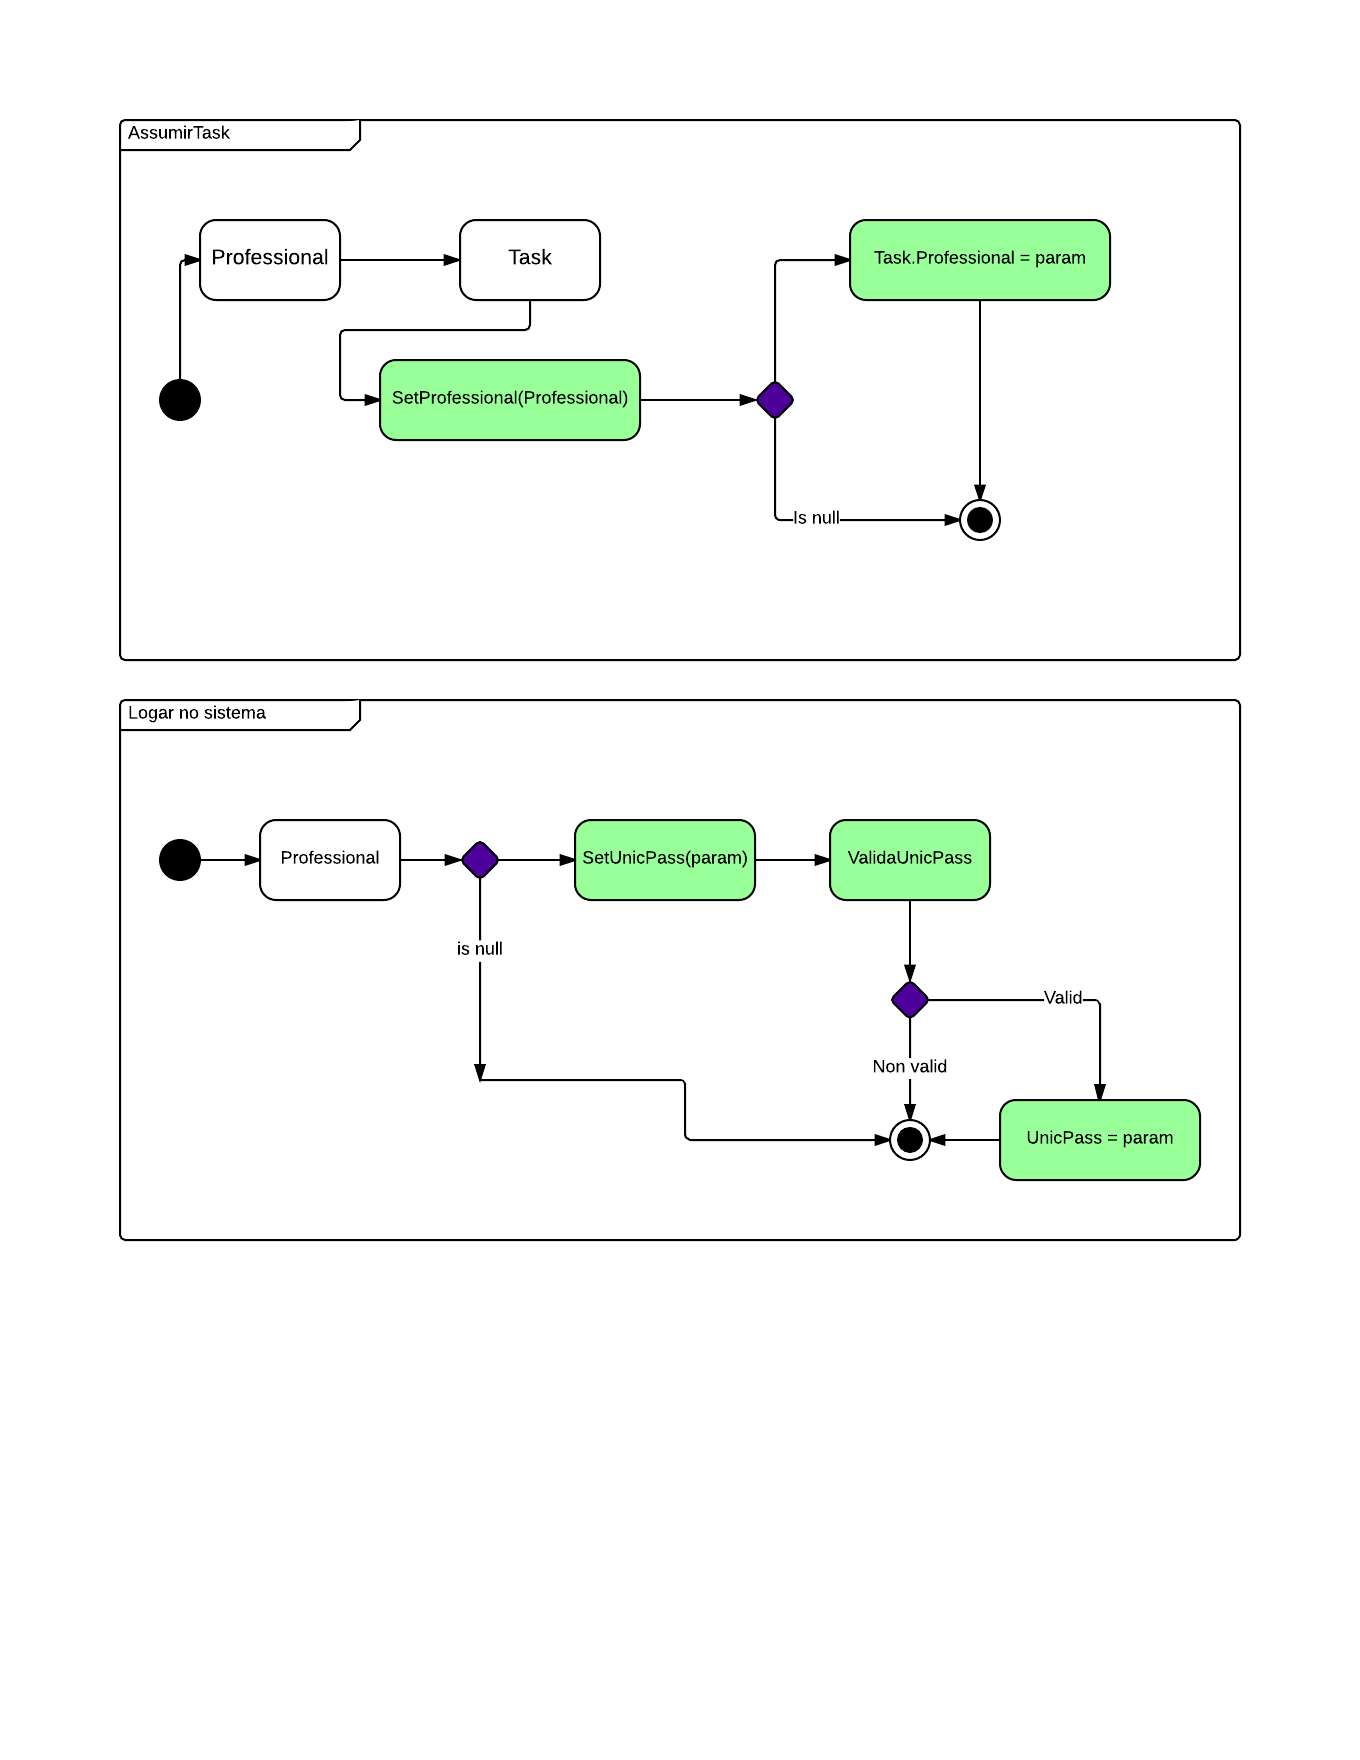 AssumirTask
Professional
Task
Task.Professional = param
SetProfessional(Professional)
Is null
Logar no sistema
Professional
SetUnicPass(param)
ValidaUnicPass
is null
Valid
Non valid
UnicPass = param